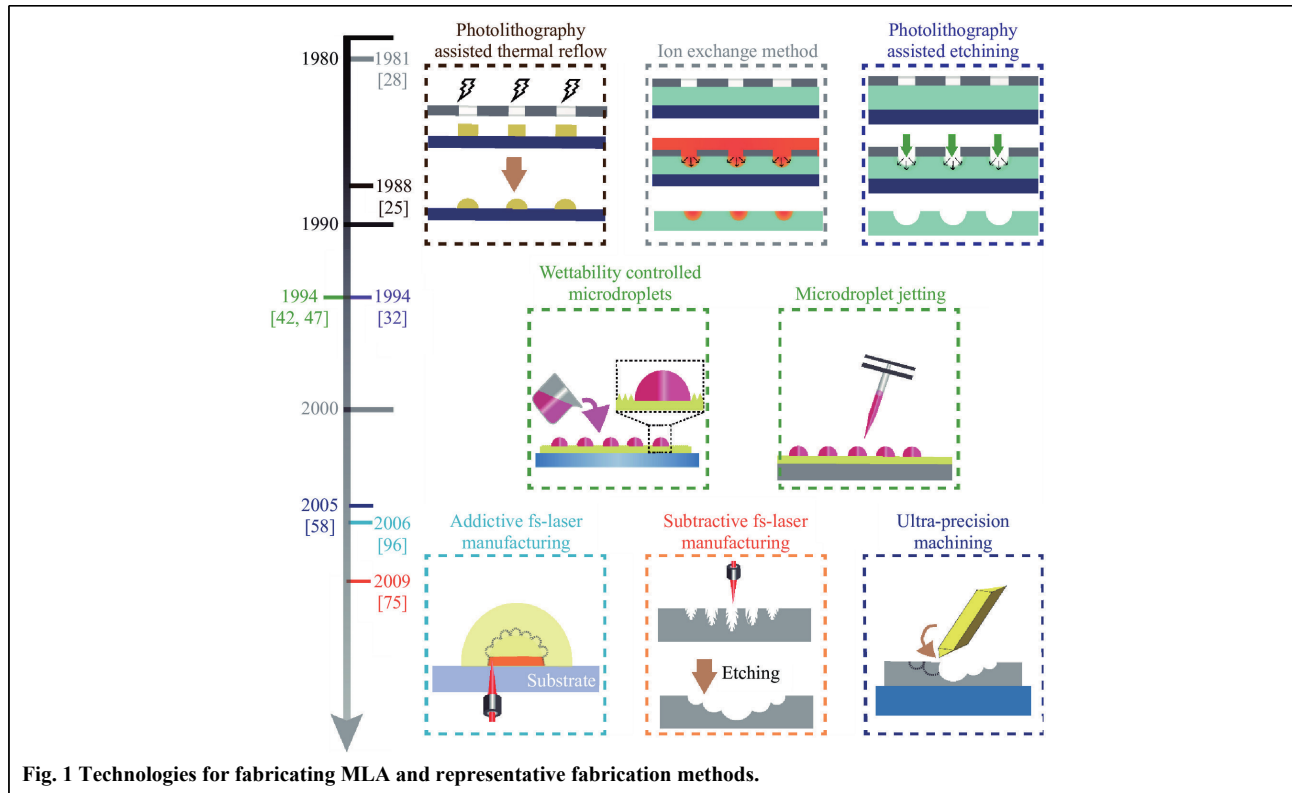 Photolithography
assisted thermal reflow
Ion exchange method
Photolithography
assisted etchining
1980
1981
[28]
1988
[25]
1990
1994
[42, 47]
1994
[32]
Wettability controlled
microdroplets
Microdroplet jetting
2000
2005
[58]
2006
[96]
2009
[75]
Addictive fs-laser
manufacturing
Substrate
Subtractive fs-laser
manufacturing
Etching
Ultra-precision
machining
Fig. 1 Technologies for fabricating MLA and representative fabrication methods.